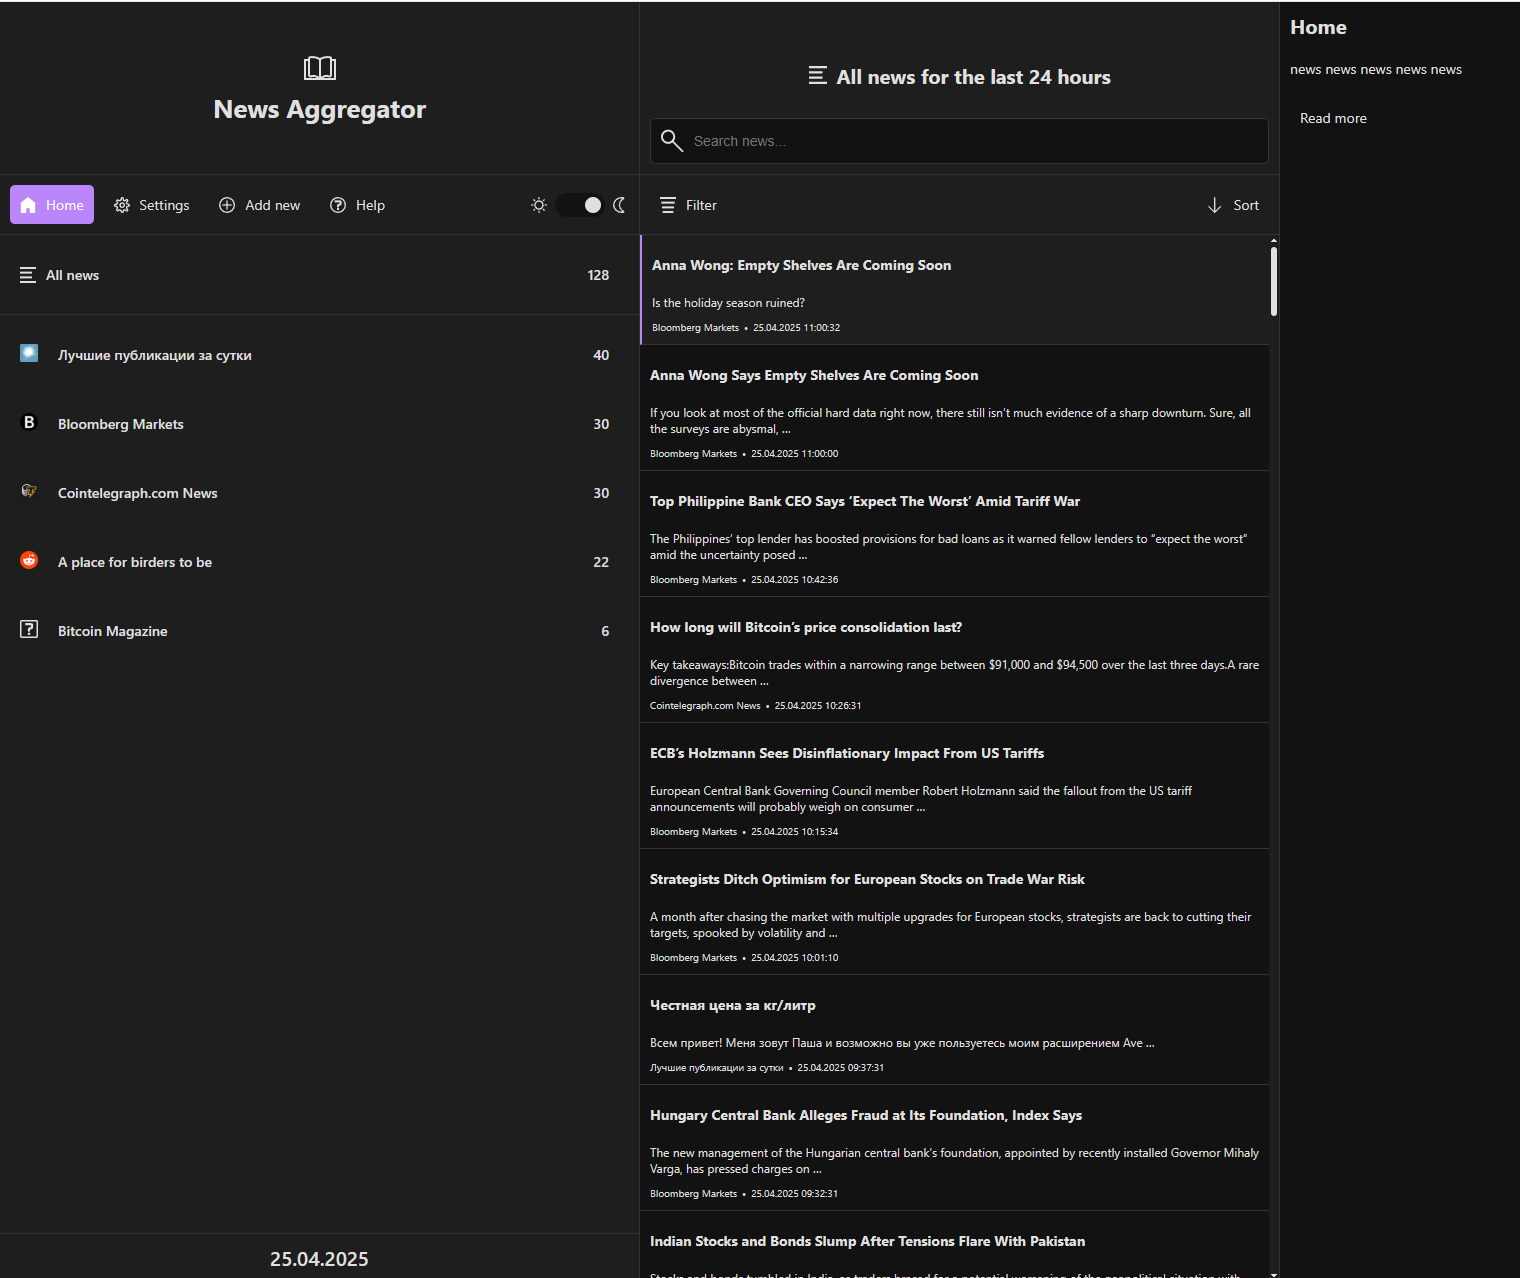 News Aggregator
Home
Settings
Add new
Help
All news 128
Лучшие публикации за сутки 40
B Bloomberg Markets 30
Cointelegraph.com News 30
A place for birders to be 22
? Bitcoin Magazine 6
25.04.2025
All news for the last 24 hours
Search news...
Filter
Sort
Anna Wong: Empty Shelves Are Coming Soon
Is the holiday season ruined?
Bloomberg Markets • 25.04.2025 11:00:32
Anna Wong Says Empty Shelves Are Coming Soon
If you look at most of the official hard data right now, there still isn’t much evidence of a sharp downturn. Sure, all
the surveys are abysmal, ...
Bloomberg Markets • 25.04.2025 11:00:00
Top Philippine Bank CEO Says ‘Expect The Worst’ Amid Tariff War
The Philippines’ top lender has boosted provisions for bad loans as it warned fellow lenders to “expect the worst”
amid the uncertainty posed ...
Bloomberg Markets • 25.04.2025 10:42:36
How long will Bitcoin’s price consolidation last?
Key takeaways:Bitcoin trades within a narrowing range between $91,000 and $94,500 over the last three days.A rare
divergence between ...
Cointelegraph.com News • 25.04.2025 10:26:31
ECB’s Holzmann Sees Disinflationary Impact From US Tariffs
European Central Bank Governing Council member Robert Holzmann said the fallout from the US tariff
announcements will probably weigh on consumer ...
Bloomberg Markets • 25.04.2025 10:15:34
Strategists Ditch Optimism for European Stocks on Trade War Risk
A month after chasing the market with multiple upgrades for European stocks, strategists are back to cutting their
targets, spooked by volatility and ...
Bloomberg Markets • 25.04.2025 10:01:10
Честная цена за кг/литр
Всем привет! Меня зовут Паша и возможно вы уже пользуетесь моим расширением Ave ...
Лучшие публикации за сутки • 25.04.2025 09:37:31
Hungary Central Bank Alleges Fraud at Its Foundation, Index Says
The new management of the Hungarian central bank’s foundation, appointed by recently installed Governor Mihaly
Varga, has pressed charges on ...
Bloomberg Markets • 25.04.2025 09:32:31
Indian Stocks and Bonds Slump After Tensions Flare With Pakistan
Stocks and bonds tumbled in India, as traders braced for a potential worsening of the geopolitical situation with
Home
news news news news news
Read more